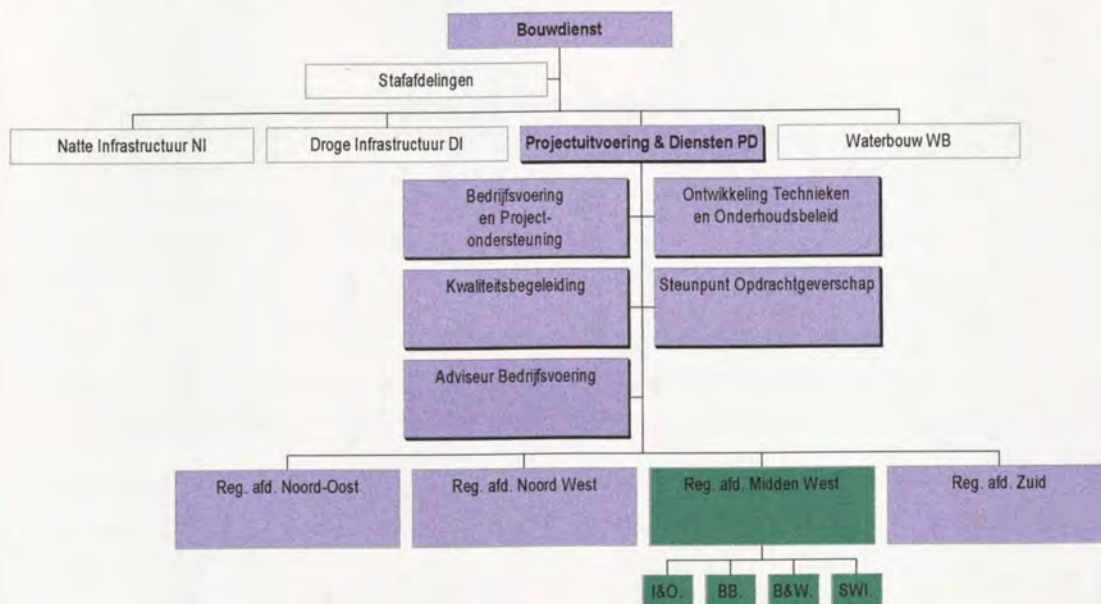 Bouwdienst
Stafafdelingen
Natte Infrastructuur NI
Droge Infrastructuur DI
Projectuitvoering & Diensten PD
Waterbouw WB
Bedrijfsvoering
en Project-
ondersteuning
Ontwikkeling Technieken
en Onderhoudsbeleid
Kwaliteitsbegeleiding
Steunpunt Opdrachtgeverschap
Adviseur Bedrijfsvoering
Reg. afd. Noord-Oost
Reg. afd. Noord West
Reg. afd. Midden West
Reg. afd. Zuid
I&O.
BB.
B&W.
SWI.